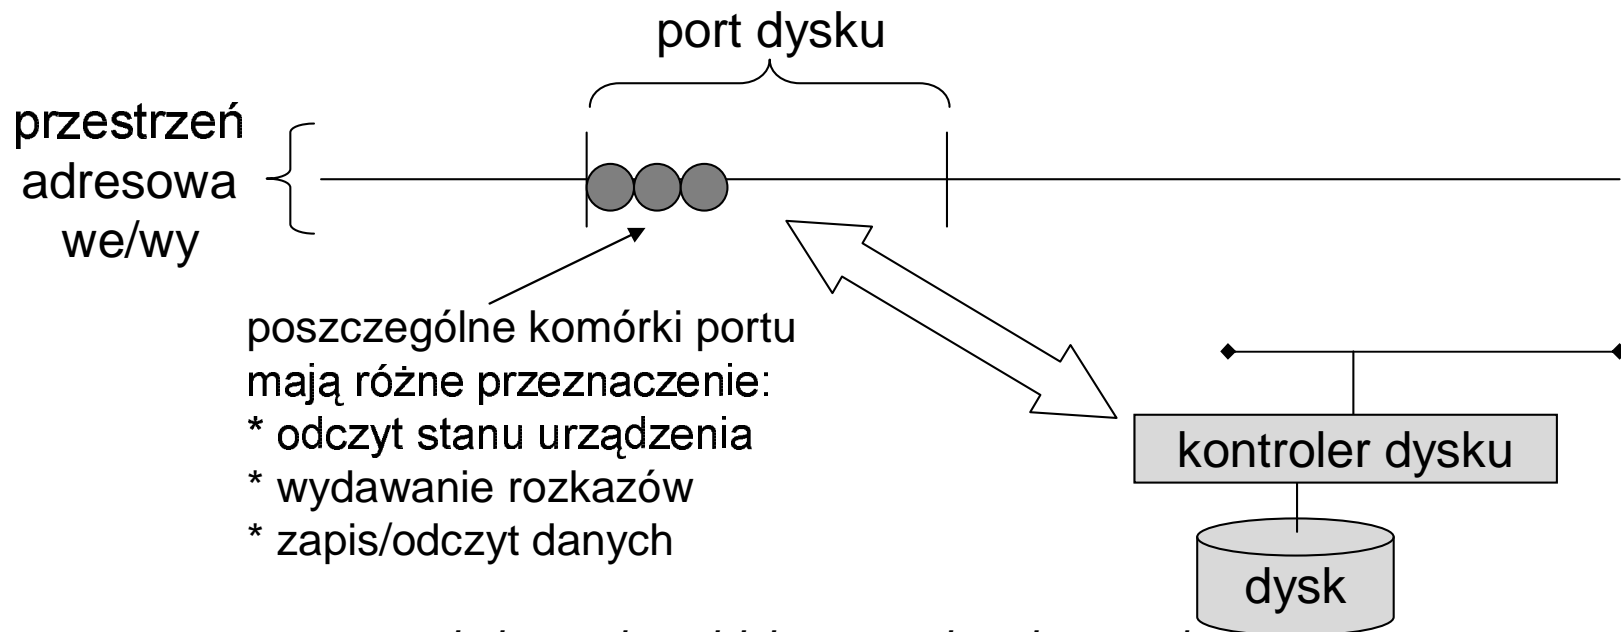 port dysku
przestrzeń
adresowa
we/wy
poszczególne komórki portu
mają różne przeznaczenie:
* odczyt stanu urządzenia
* wydawanie rozkazów
* zapis/odczyt danych
kontroler dysku
dysk